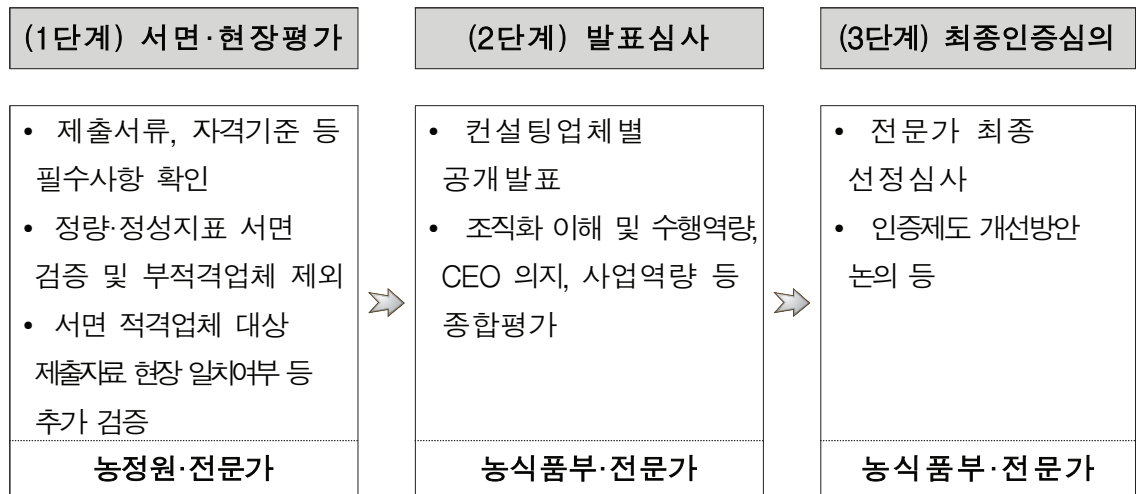 (1단계) 서면·현장평가
• 제출서류, 자격기준 등
필수사항 확인
• 정량·정성지표 서면
검증 및 부적격업체 제외
• 서면 적격업체 대상
제출자료 현장 일치여부 등
추가 검증
농정원·전문가
(2단계) 발표심사
• 컨설팅업체별
공개발표
• 조직화 이해 및 수행역량,
CEO 의지, 사업역량 등
종합평가
농식품부·전문가
(3단계) 최종인증심의
• 전문가 최종
선정심사
• 인증제도 개선방안
논의 등
농식품부·전문가